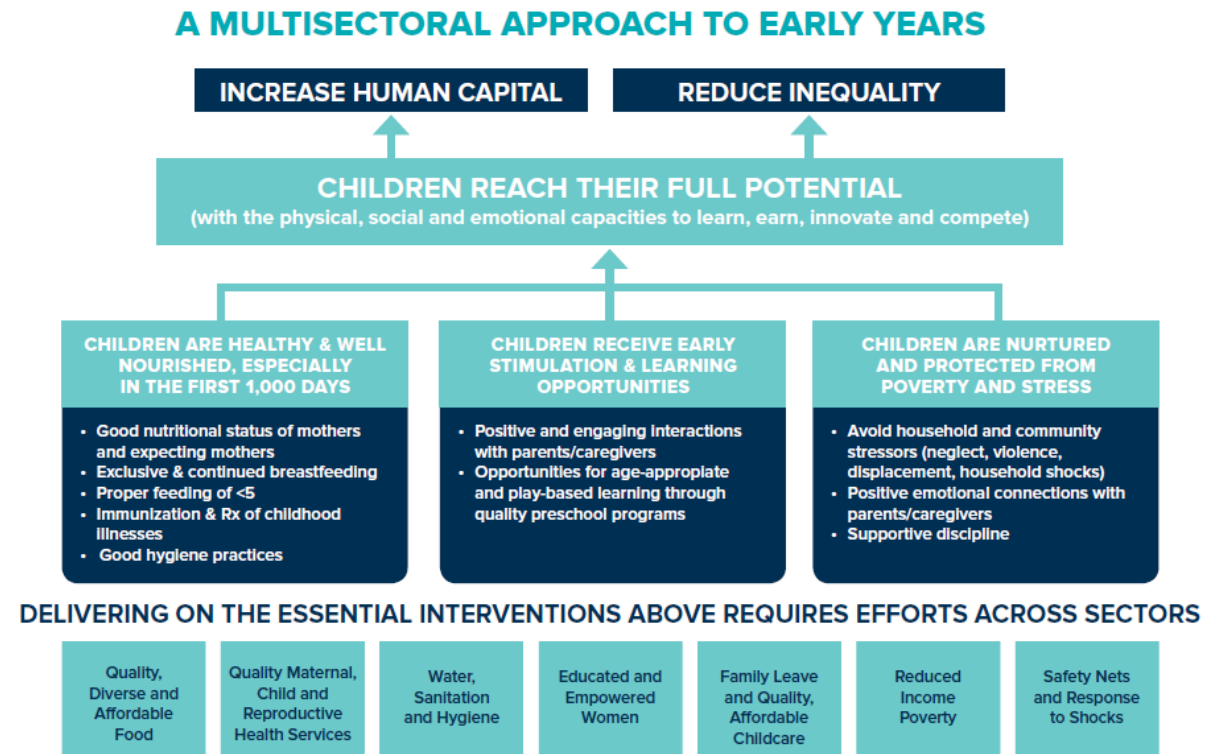 A MULTISECTORAL APPROACH TO EARLY YEARS
INCREASE HUMAN CAPITAL
REDUCE INEQUALITY
CHILDREN REACH THEIR FULL POTENTIAL
(with the physical, social and emotional capacities to learn, earn, innovate and compete)
CHILDREN ARE HEALTHY & WELL
NOURISHED, ESPECIALLY
IN THE FIRST 1,000 DAYS
• Good nutritional status of mothers
and expecting mothers
• Exclusive & continued breastfeeding
• Proper feeding of <5
• Immunization & Rx of childhood
illnesses
• Good hygiene practices
CHILDREN RECEIVE EARLY
STIMULATION & LEARNING
OPPORTUNITIES
• Positive and engaging interactions
with parents/caregivers
• Opportunities for age-appropiate
and play-based learning through
quality preschool programs
CHILDREN ARE NURTURED
AND PROTECTED FROM
POVERTY AND STRESS
• Avoid household and community
stressors (neglect, violence,
displacement, household shocks)
• Positive emotional connections with
parents/caregivers
• Supportive discipline
DELIVERING ON THE ESSENTIAL INTERVENTIONS ABOVE REQUIRES EFFORTS ACROSS SECTORS
Quality,
Diverse and
Affordable
Food
Quality Maternal,
Child and
Reproductive
Health Services
Water,
Sanitation
and Hygiene
Educated and
Empowered
Women
Family Leave
and Quality,
Affordable
Childcare
Reduced
Income
Poverty
Safety Nets
and Response
to Shocks